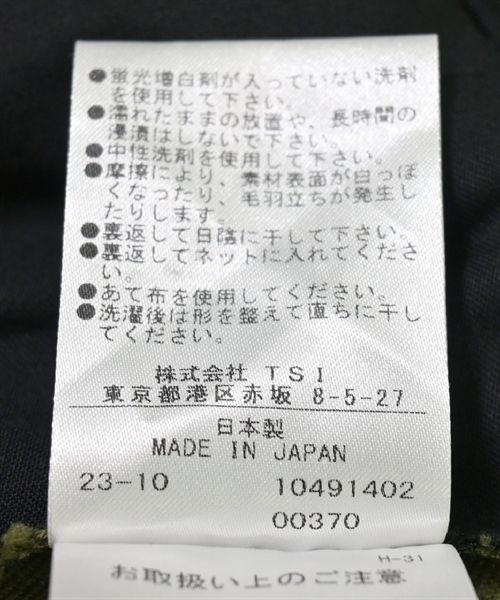 ●蛍光増白剤が入っていない洗剤
を使用して下さい。
●濡れたままの放置や、長時間の
浸漬はしないで下さい。
●中性洗剤を使用して下さい。
●摩擦により、素材表面が白っぽ
くなったり、毛羽立ちが発生し
たりします。
●裏返して日陰に干して下さい。
●裏返してネットに入れてくださ
い。
●あて布を使用してください。
●洗濯後は形を整えて直ちに干し
てください。
株式会社 TSI
東京都港区赤坂 8-5-27
日本製
MADE IN JAPAN
23-10 10491402
00370
H-31
お取扱い上のご注意